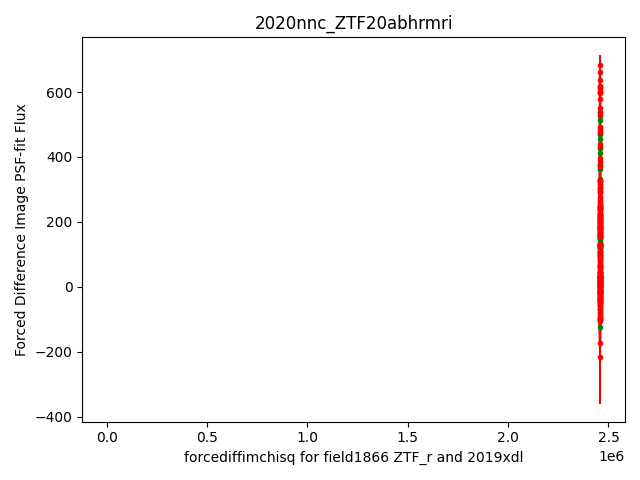 2020nnc_ZTF20abhrmri
Forced Difference Image PSF-fit Flux
600
400
200
0
−200
−400
0.0 0.5 1.0 1.5 2.0 2.5
1e6
forcediffimchisq for field1866 ZTF_r and 2019xdl